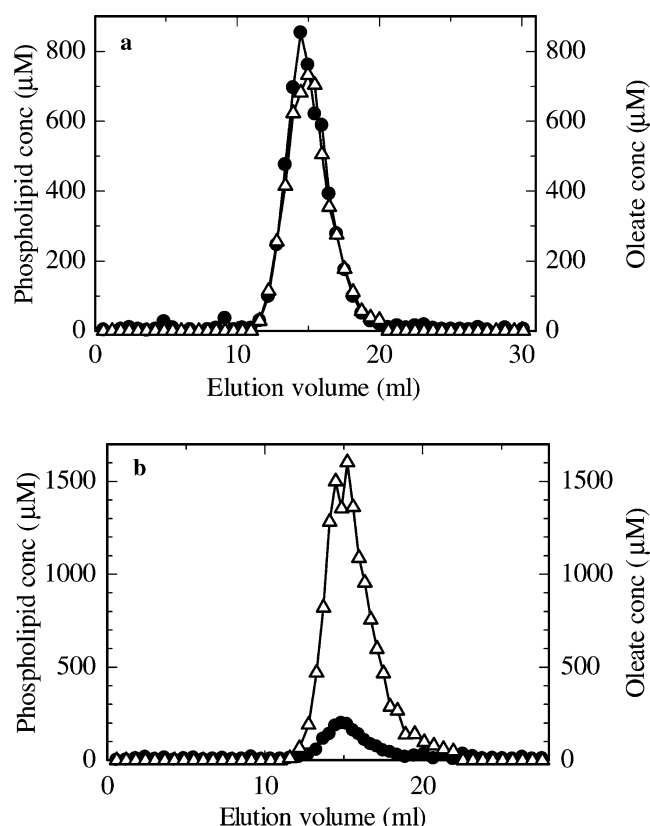 a
800
600
400
200
0
Phospholipid conc (μM)
800
600
400
200
0
Oleate conc (μM)
0 10 20 30
Elution volume (ml)
b
1500
1000
500
0
Phospholipid conc (μM)
1500
1000
500
0
Oleate conc ( μM)
0 10 20
Elution volume (ml)